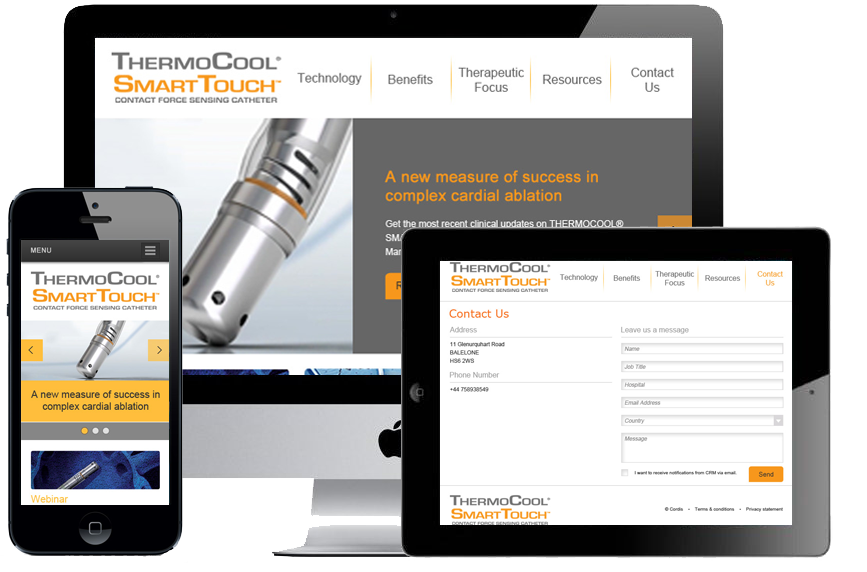 THERMOCOOL®
SMARTTOUCH™
CONTACT FORCE SENSING CATHETER
Technology
Benefits
Therapeutic
Focus
Resources
Contact
Us
A new measure of success in
complex cardial ablation
Get the most recent clinical updates on THERMOCOOL®
MENU
THERMOCOOL®
SMARTTOUCH™
CONTACT FORCE SENSING CATHETER
A new measure of success in
complex cardial ablation
Webinar
THERMOCOOL®
SMARTTOUCH™
CONTACT FORCE SENSING CATHETER
Technology
Benefits
Therapeutic
Focus
Resources
Contact
Us
Contact Us
Address
11 Glenurquhart Road
BALELONE
HS6 2WS
Phone Number
+44 758938549
Leave us a message
Name
Job Title
Hospital
Email Address
Country
Message
I want to receive notifications from CRM via email.
Send
THERMOCOOL®
SMARTTOUCH™
CONTACT FORCE SENSING CATHETER
© Cordis • Terms & conditions • Privacy statement